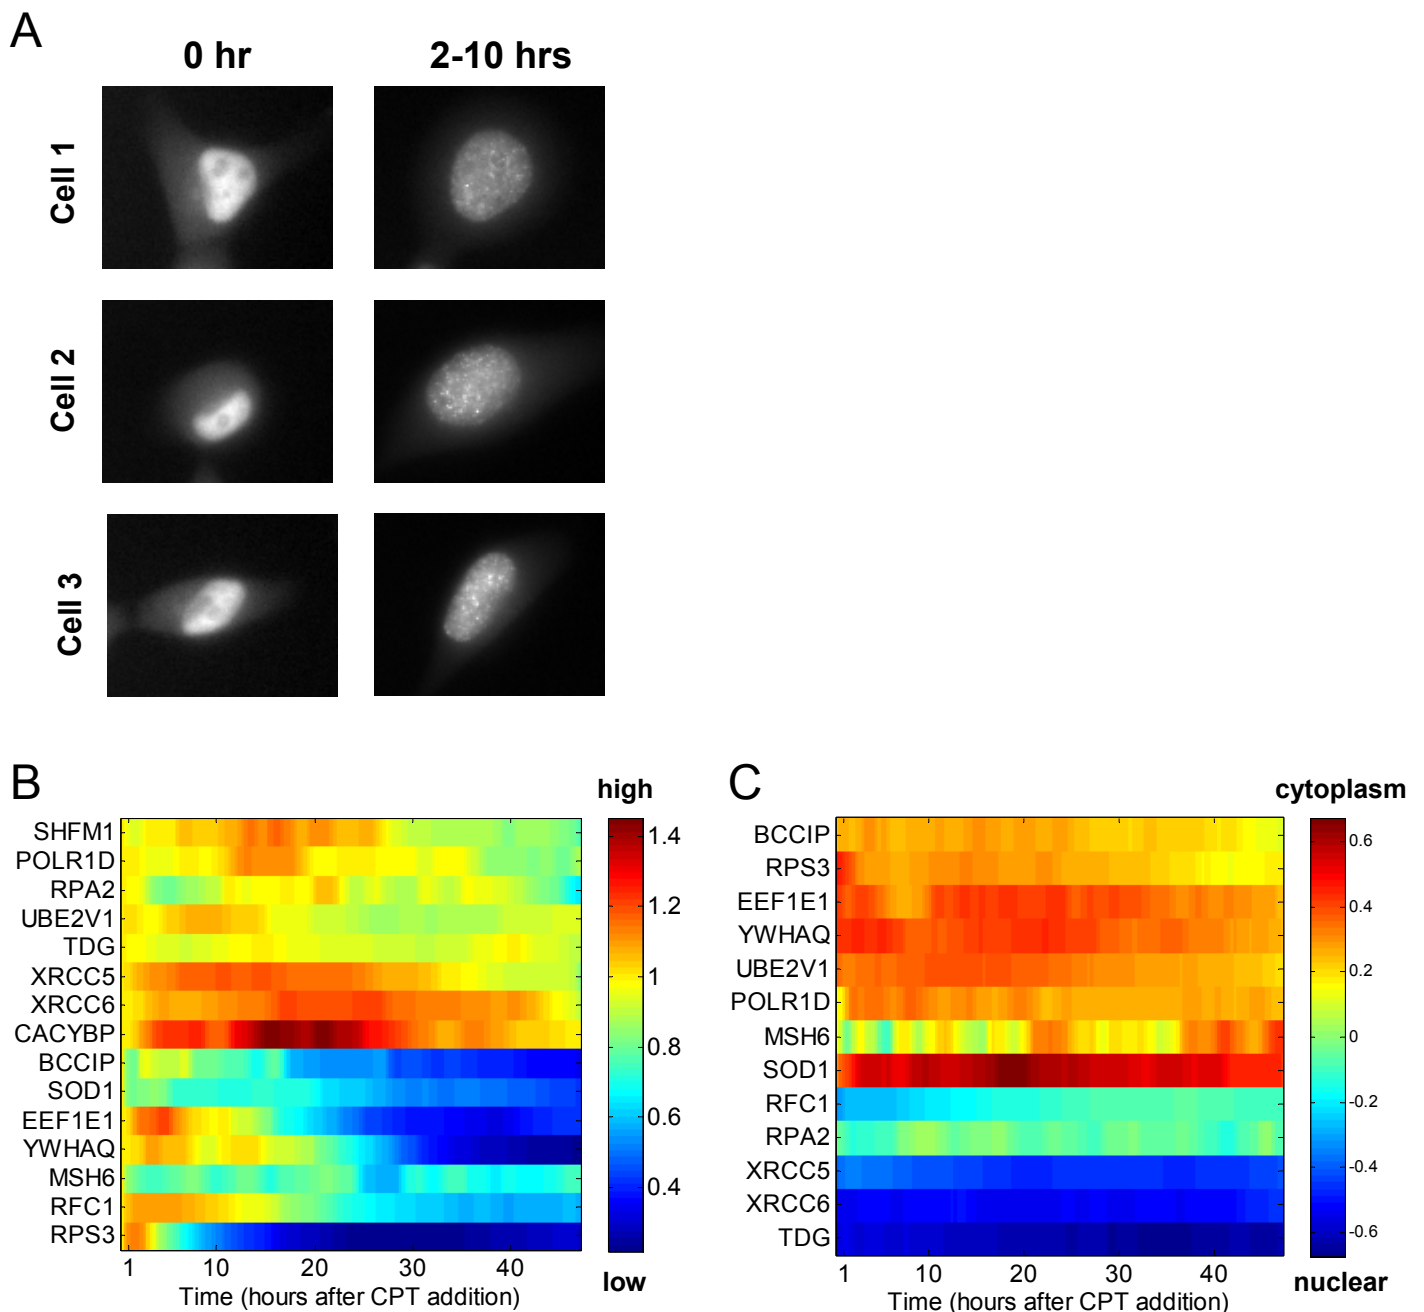 A
0 hr
2-10 hrs
Cell 1
Cell 2
Cell 3
B
high
SHFM1
POLR1D
RPA2
UBE2V1
TDG
XRCC5
XRCC6
CACYBP
BCCIP
SOD1
EEF1E1
YWHAQ
MSH6
RFC1
RPS3
1.4
1.2
1
0.8
0.6
0.4
low
1 10 20 30 40
Time (hours after CPT addition)
C
cytoplasm
BCCIP
RPS3
EEF1E1
YWHAQ
UBE2V1
POLR1D
MSH6
SOD1
RFC1
RPA2
XRCC5
XRCC6
TDG
0.6
0.4
0.2
0
-0.2
-0.4
-0.6
nuclear
1 10 20 30 40
Time (hours after CPT addition)